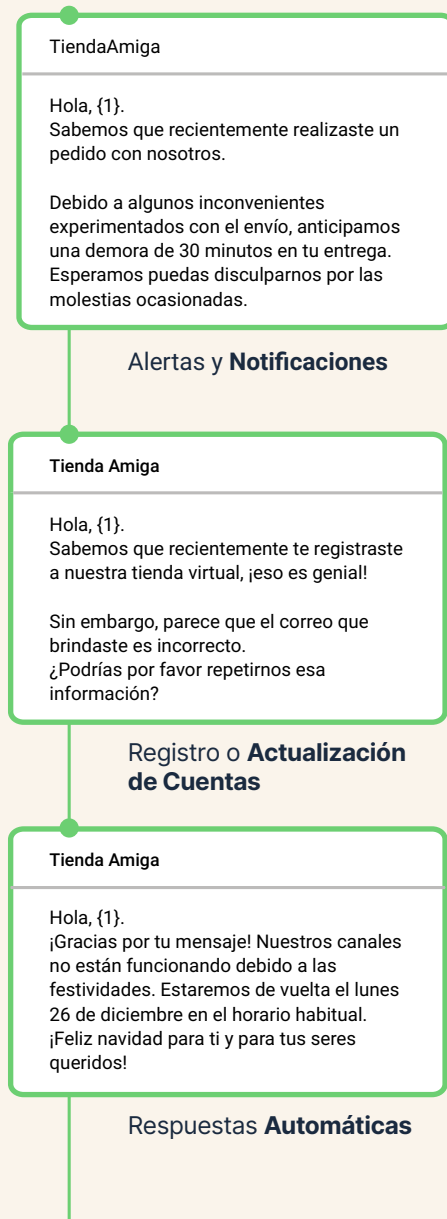 TiendaAmiga
Hola, {1}.
Sabemos que recientemente realizaste un
pedido con nosotros.
Debido a algunos inconvenientes
experimentados con el envío, anticipamos
una demora de 30 minutos en tu entrega.
Esperamos puedas disculparnos por las
molestias ocasionadas.
Alertas y Notificaciones
Tienda Amiga
Hola, {1}.
Sabemos que recientemente te registraste
a nuestra tienda virtual, ¡eso es genial!
Sin embargo, parece que el correo que
brindaste es incorrecto.
¿Podrías por favor repetirnos esa
información?
Registro o Actualización
de Cuentas
Tienda Amiga
Hola, {1}.
¡Gracias por tu mensaje! Nuestros canales
no están funcionando debido a las
festividades. Estaremos de vuelta el lunes
26 de diciembre en el horario habitual.
¡Feliz navidad para ti y para tus seres
queridos!
Respuestas Automáticas